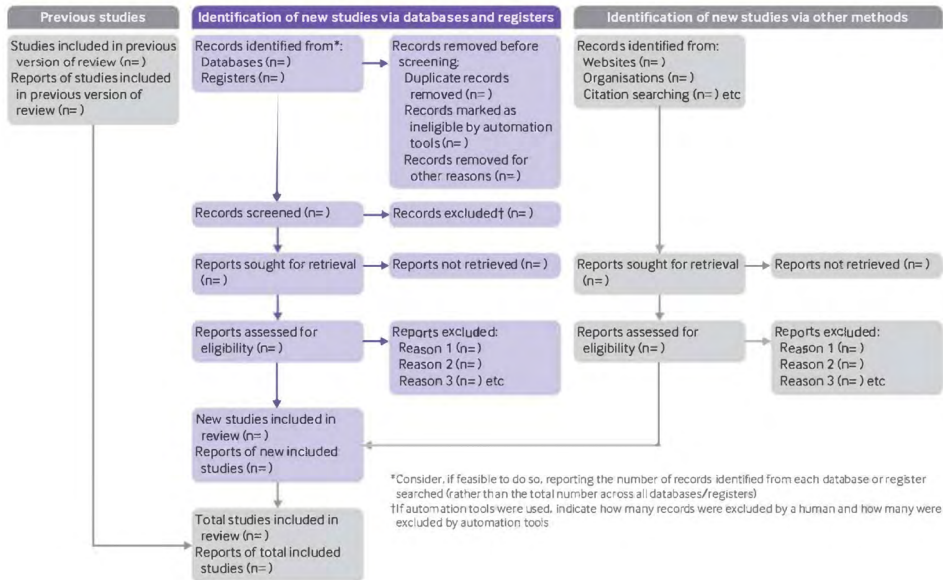 Previous studies
Studies included in previous
version of review (n= )
Reports of studies included
in previous version of
review (n= )
Identification of new studies via databases and registers
Records identified from*:
Databases (n= )
Registers (n= )
Records removed before
screening:
Duplicate records
removed (n= )
Records marked as
ineligible by automation
tools (n= )
Records removed for
other reasons (n= )
Records screened (n= )
Records excluded† (n= )
Reports sought for retrieval
(n= )
Reports not retrieved (n= )
Reports assessed for
eligibility (n= )
Reports excluded:
Reason 1 (n= )
Reason 2 (n= )
Reason 3 (n= ) etc
New studies included in
review (n= )
Reports of new included
studies (n= )
Total studies included in
review (n= )
Reports of total included
studies (n= )
Identification of new studies via other methods
Records identified from:
Websites (n= )
Organisations (n= )
Citation searching (n= ) etc
Reports sought for retrieval
(n= )
Reports not retrieved (n= )
Reports assessed for
eligibility (n= )
Reports excluded:
Reason 1 (n= )
Reason 2 (n= )
Reason 3 (n= ) etc
*Consider, if feasible to do so, reporting the number of records identified from each database or register
searched (rather than the total number across all databases/registers)
†If automation tools were used, indicate how many records were excluded by a human and how many were
excluded by automation tools